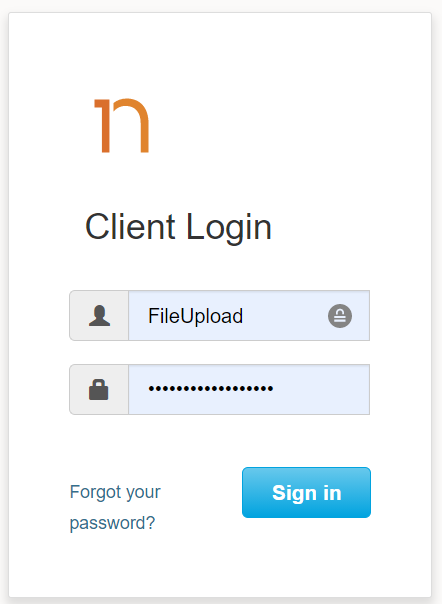 n
Client Login
FileUpload
••••••••••••••••••
Forgot your
password?
Sign in